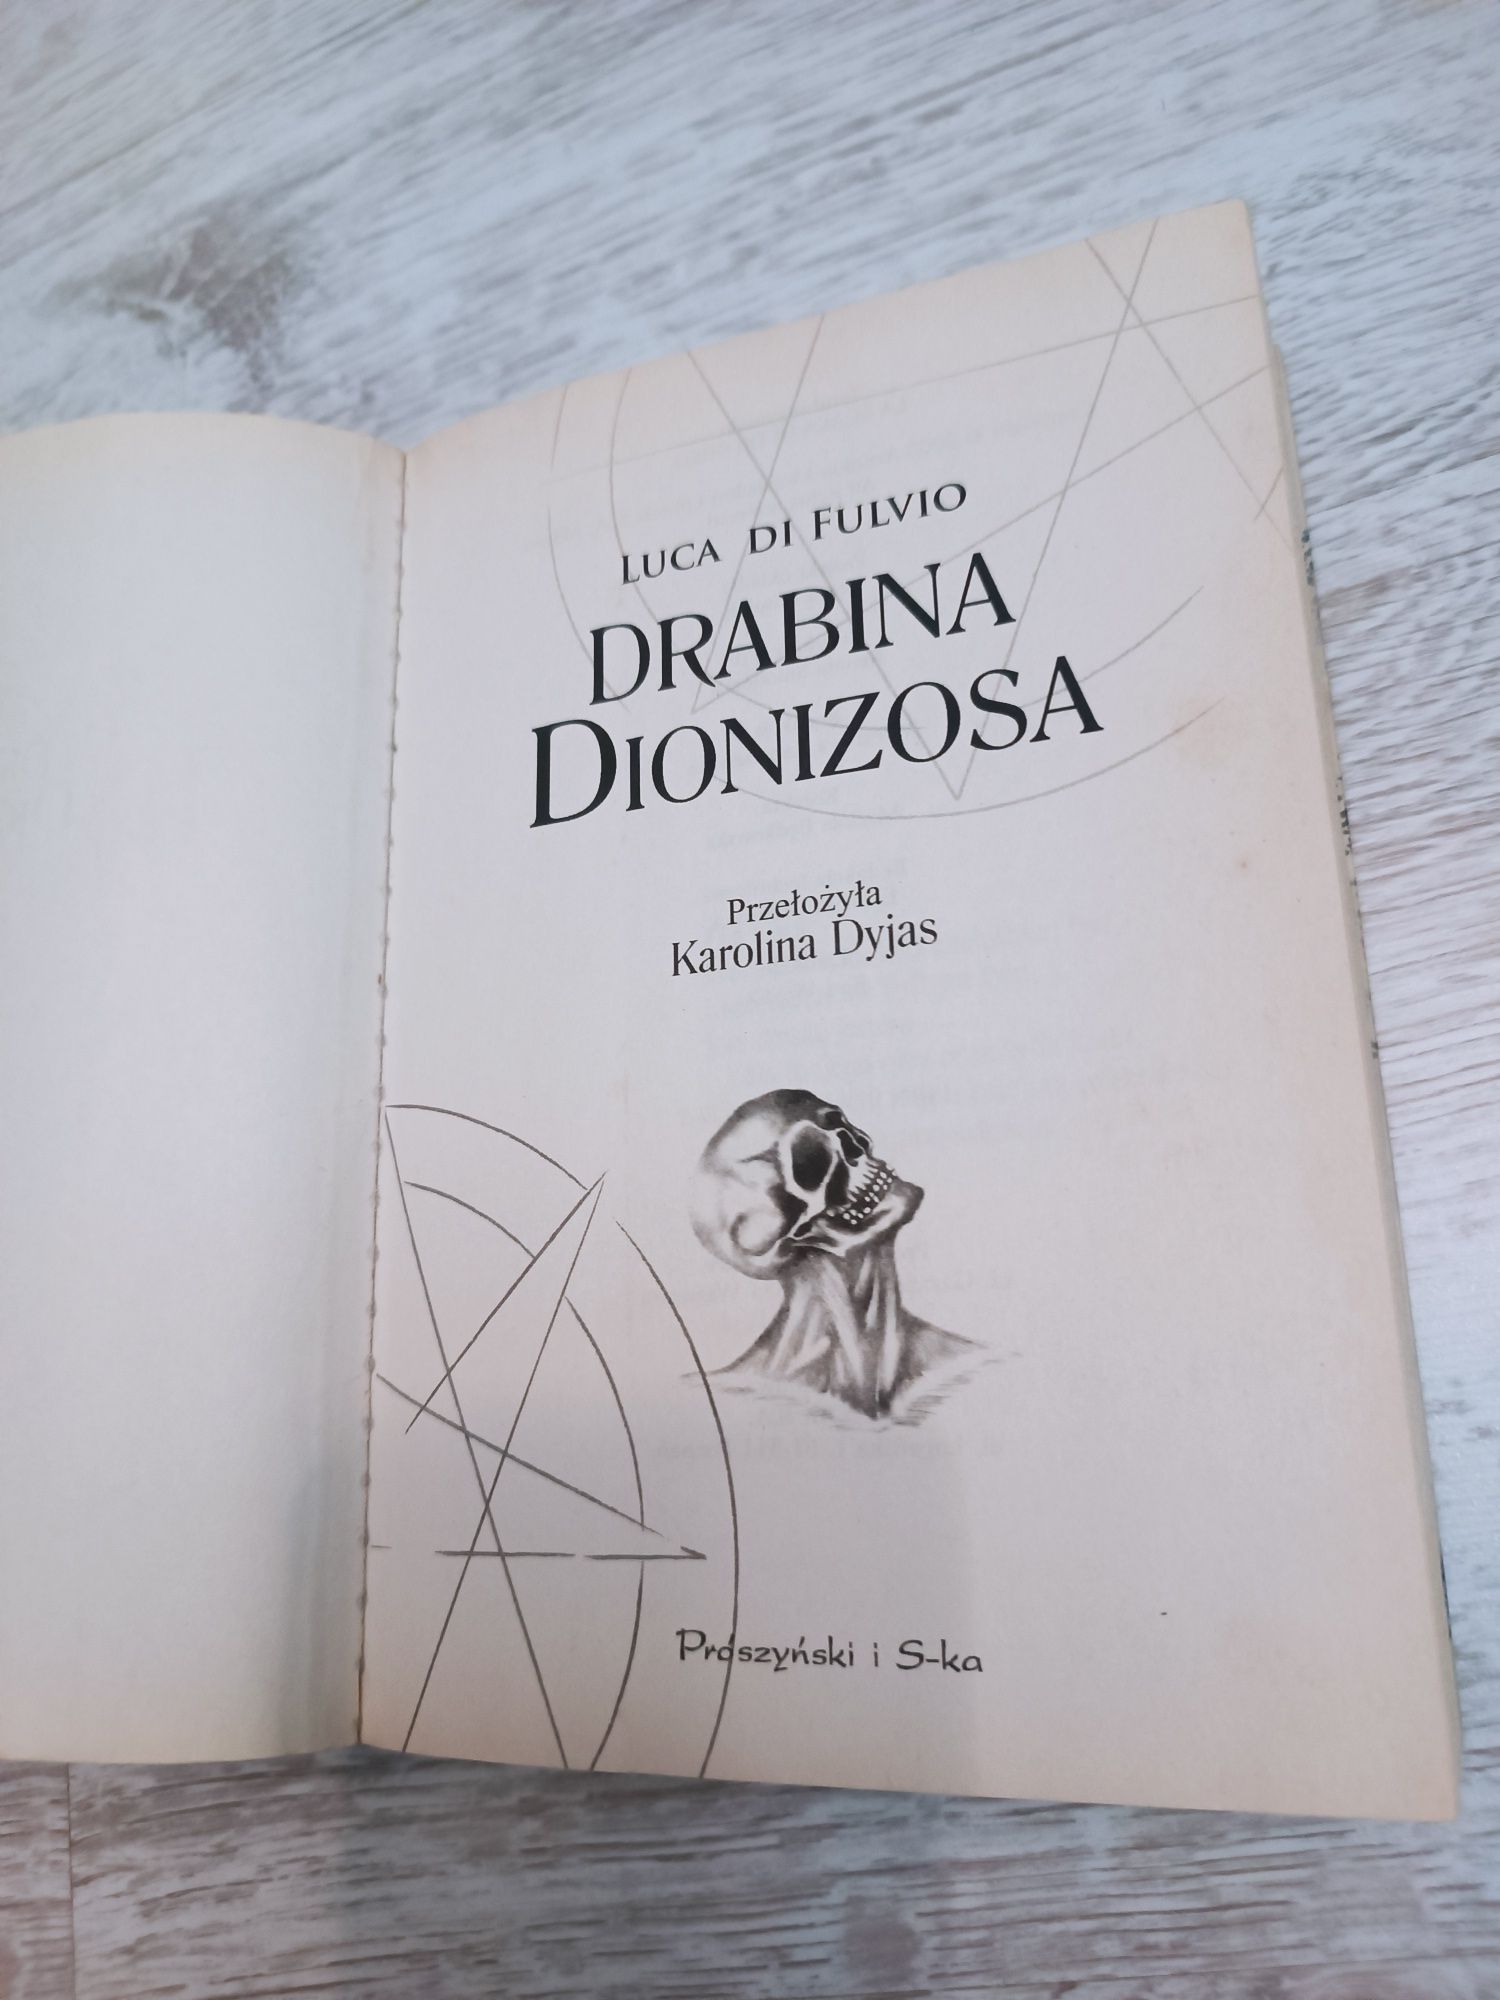 LUCA DI FULVIO
DRABINA
DIONIZOSA
Przełożyła
Karolina Dyjas
Prószyński i S-ka